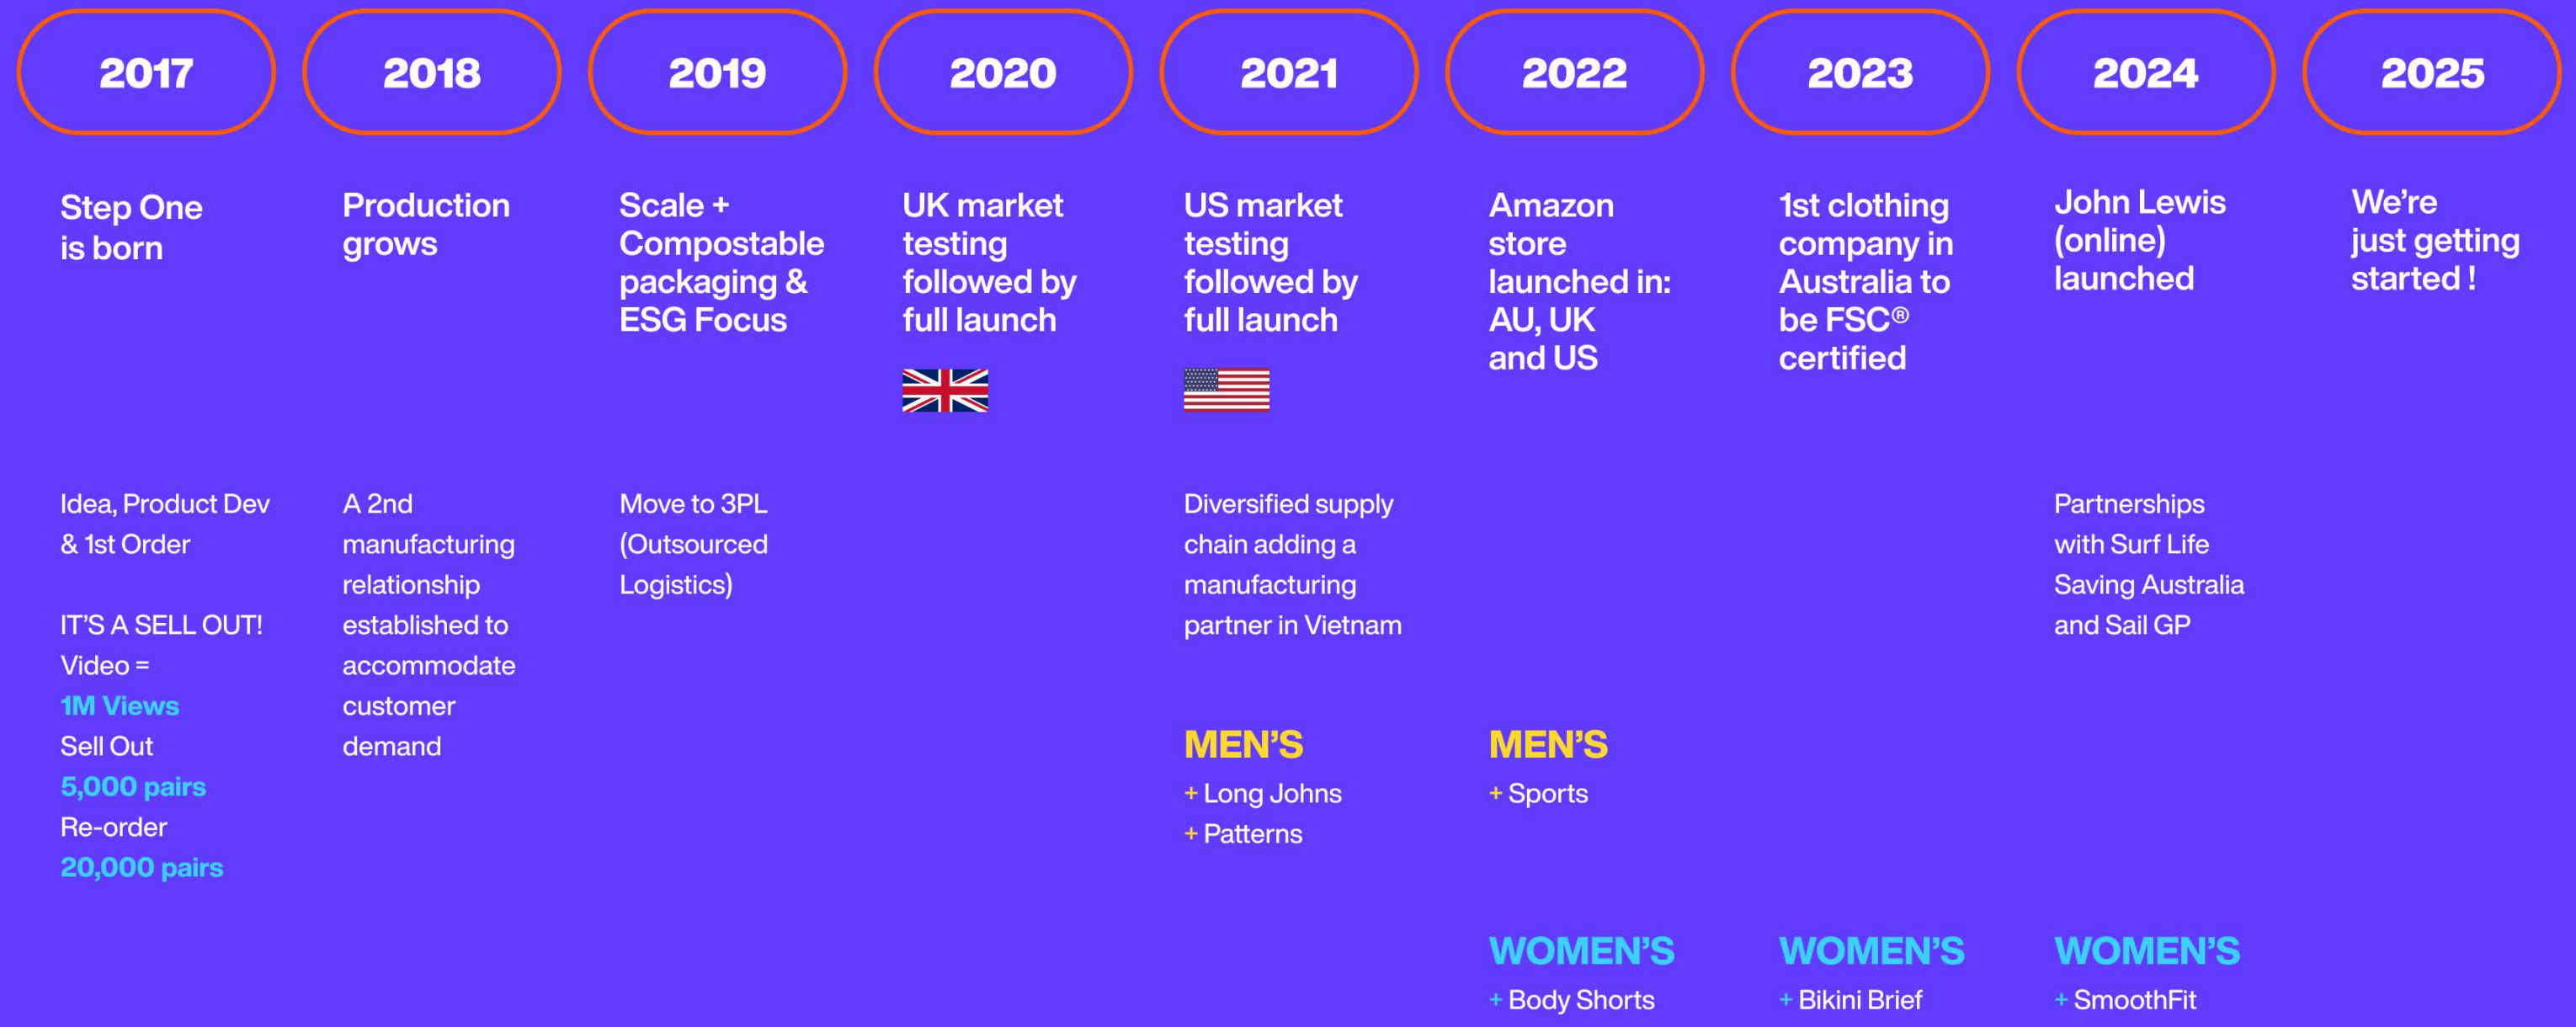 2017
2018
2019
2020
2021
2022
2023
2024
2025
Step One
is born
Production
grows
Scale +
Compostable
packaging &
ESG Focus
UK market
testing
followed by
full launch
US market
testing
followed by
full launch
Amazon
store
launched in:
AU, UK
and US
1st clothing
company in
Australia to
be FSC®
certified
John Lewis
(online)
launched
We're
just getting
started !
Idea, Product Dev
& 1st Order
IT'S A SELL OUT!
Video =
1M Views
Sell Out
5,000 pairs
Re-order
20,000 pairs
A 2nd
manufacturing
relationship
established to
accommodate
customer
demand
Move to 3PL
(Outsourced
Logistics)
Diversified supply
chain adding a
manufacturing
partner in Vietnam
Partnerships
with Surf Life
Saving Australia
and Sail GP
MEN'S
+ Long Johns
+ Patterns
MEN'S
+ Sports
WOMEN'S
+ Body Shorts
WOMEN'S
+ Bikini Brief
WOMEN'S
+ SmoothFit